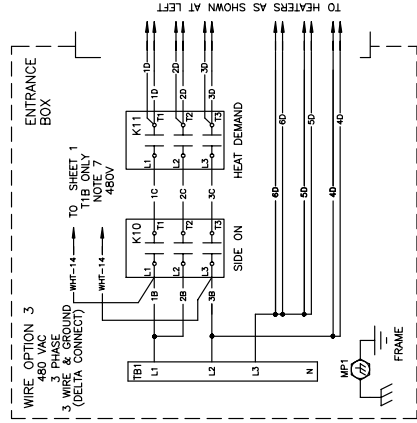 TO HEATERS AS SHOWN AT LEFT
WIRE OPTION 3
480 VAC
3 PHASE
3 WIRE & GROUND
(DELTA CONNECT)
ENTRANCE
BOX
TO SHEET 1
T1B ONLY
NOTE 7
480V
WHT-14
WHT-14
K10
L1 T1
L2 T2
L3 T3
SIDE ON
K11
L1 T1
L2 T2
L3 T3
HEAT DEMAND
1B
2B
3B
1C
2C
3C
1D
1D
2D
2D
3D
3D
TB1
L1
L2
L3
N
6D
6D
5D
5D
4D
4D
6D
5D
4D
MP1
FRAME